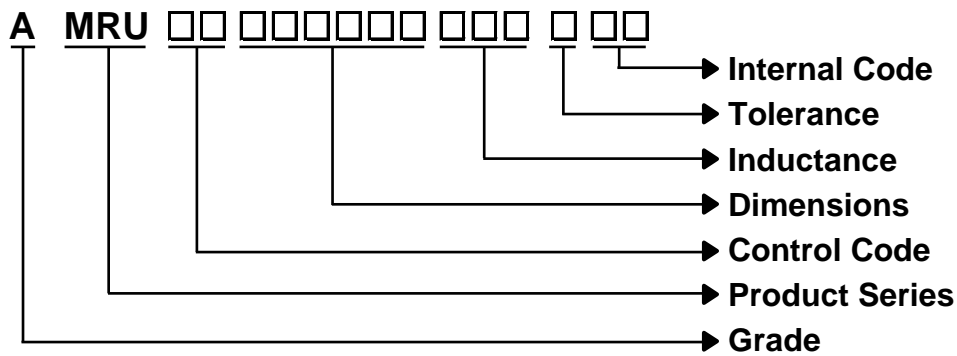 A MRU □□ □□□□□□ □□□ □ □□
Internal Code
Tolerance
Inductance
Dimensions
Control Code
Product Series
Grade